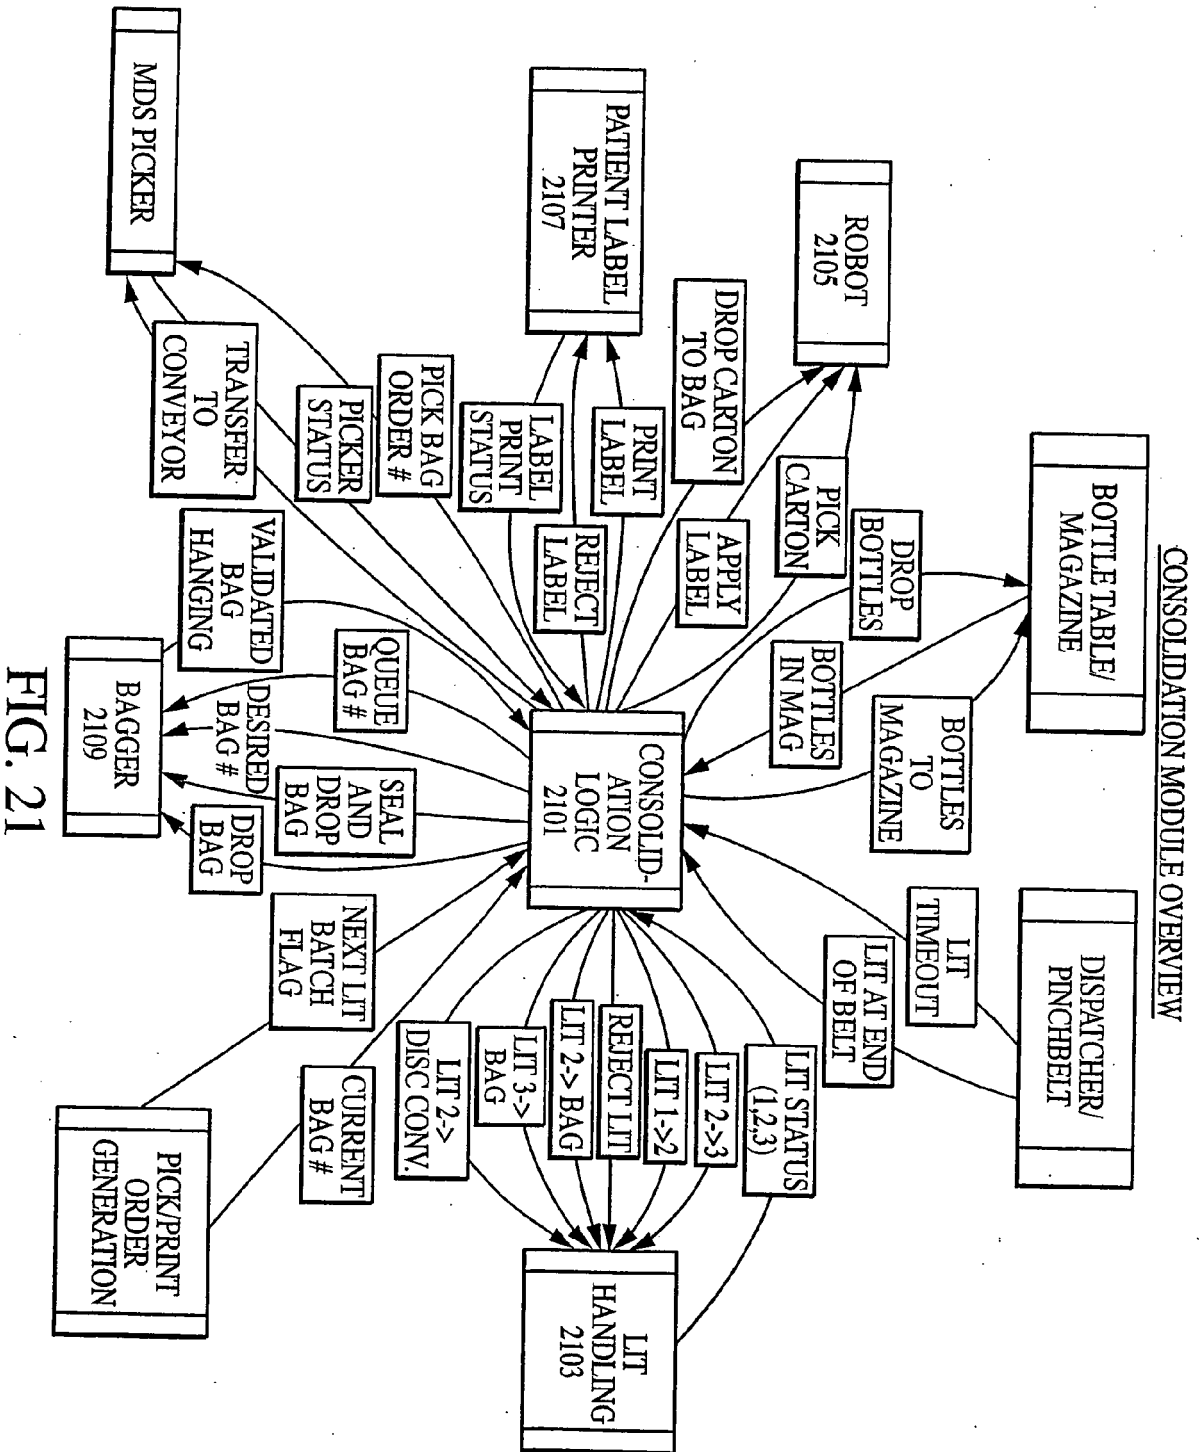 CONSOLIDATION MODULE OVERVIEW
BOTTLE TABLE/
MAGAZINE
DISPATCHER/
PINCHBELT
ROBOT
2105
DROP
BOTTLES
BOTTLES
TO
MAGAZINE
LIT
TIMEOUT
PICK
CARTON
BOTTLES
IN MAG
LIT AT END
OF BELT
DROP CARTON
TO BAG
APPLY
LABEL
LIT STATUS
(1,2,3)
PATIENT LABEL
PRINTER
2107
PRINT
LABEL
REJECT
LABEL
LABEL
PRINT
STATUS
CONSOLID-
ATION
LOGIC
2101
LIT 2->3
LIT 1->2
REJECT LIT
LIT 2-> BAG
LIT 3->
BAG
LIT 2->
DISC CONV.
LIT
HANDLING
2103
PICK BAG
ORDER #
PICKER
STATUS
TRANSFER
TO
CONVEYOR
MDS PICKER
VALIDATED
BAG
HANGING
QUEUE
BAG #
DESIRED
BAG #
SEAL
AND
DROP
BAG
DROP
BAG
NEXT LIT
BATCH
FLAG
CURRENT
BAG #
BAGGER
2109
PICK/PRINT
ORDER
GENERATION
FIG. 21